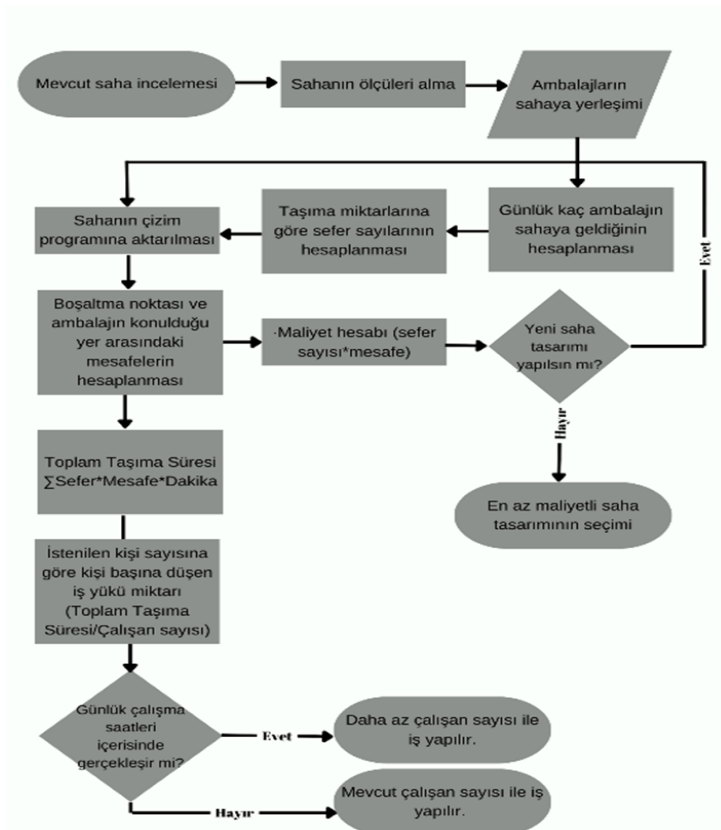 Mevcut saha incelemesi
Sahanın ölçüleri alma
Ambalajların
sahaya yerleşimi
Günlük kaç ambalajın
sahaya geldiğinin
hesaplanması
Taşıma miktarlarına
göre sefer sayılarının
hesaplanması
Sahanın çizim
programına aktarılması
Boşaltma noktası ve
ambalajın konulduğu
yer arasındaki
mesafelerin
hesaplanması
·Maliyet hesabı (sefer
sayısı*mesafe)
Yeni saha
tasarımı
yapılsın mı?
Evet
Hayır
En az maliyetli saha
tasarımının seçimi
Toplam Taşıma Süresi
∑Sefer*Mesafe*Dakika
İstenilen kişi sayısına
göre kişi başına düşen
iş yükü miktarı
(Toplam Taşıma
Süresi/Çalışan sayısı)
Günlük çalışma
saatleri
içerisinde
gerçekleşir mi?
Evet
Daha az çalışan sayısı ile
iş yapılır.
Hayır
Mevcut çalışan sayısı ile iş
yapılır.